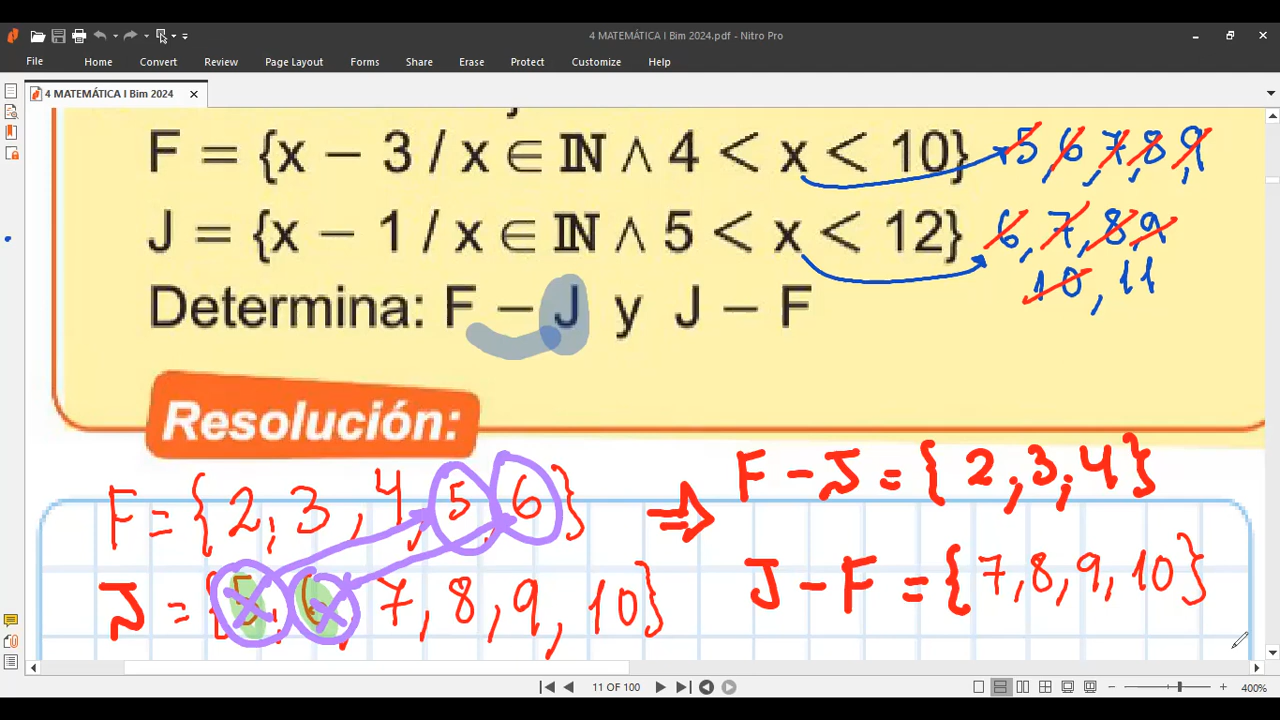 4 MATEMÁTICA I Bim 2024.pdf - Nitro Pro
File Home Convert Review Page Layout Forms Share Erase Protect Customize Help
4 MATEMÁTICA I Bim 2024
F = {x – 3 / x ∈ ℕ ∧ 4 < x < 10} 5, 6, 7, 8, 9
J = {x – 1 / x ∈ ℕ ∧ 5 < x < 12} 6, 7, 8, 9
10, 11
Determina: F – J y J – F
Resolución:
F = {2, 3, 4, 5, 6} ⇒ F - J = {2, 3, 4}
J = {5, 6, 7, 8, 9, 10} J - F = {7, 8, 9, 10}
11 OF 100
400%